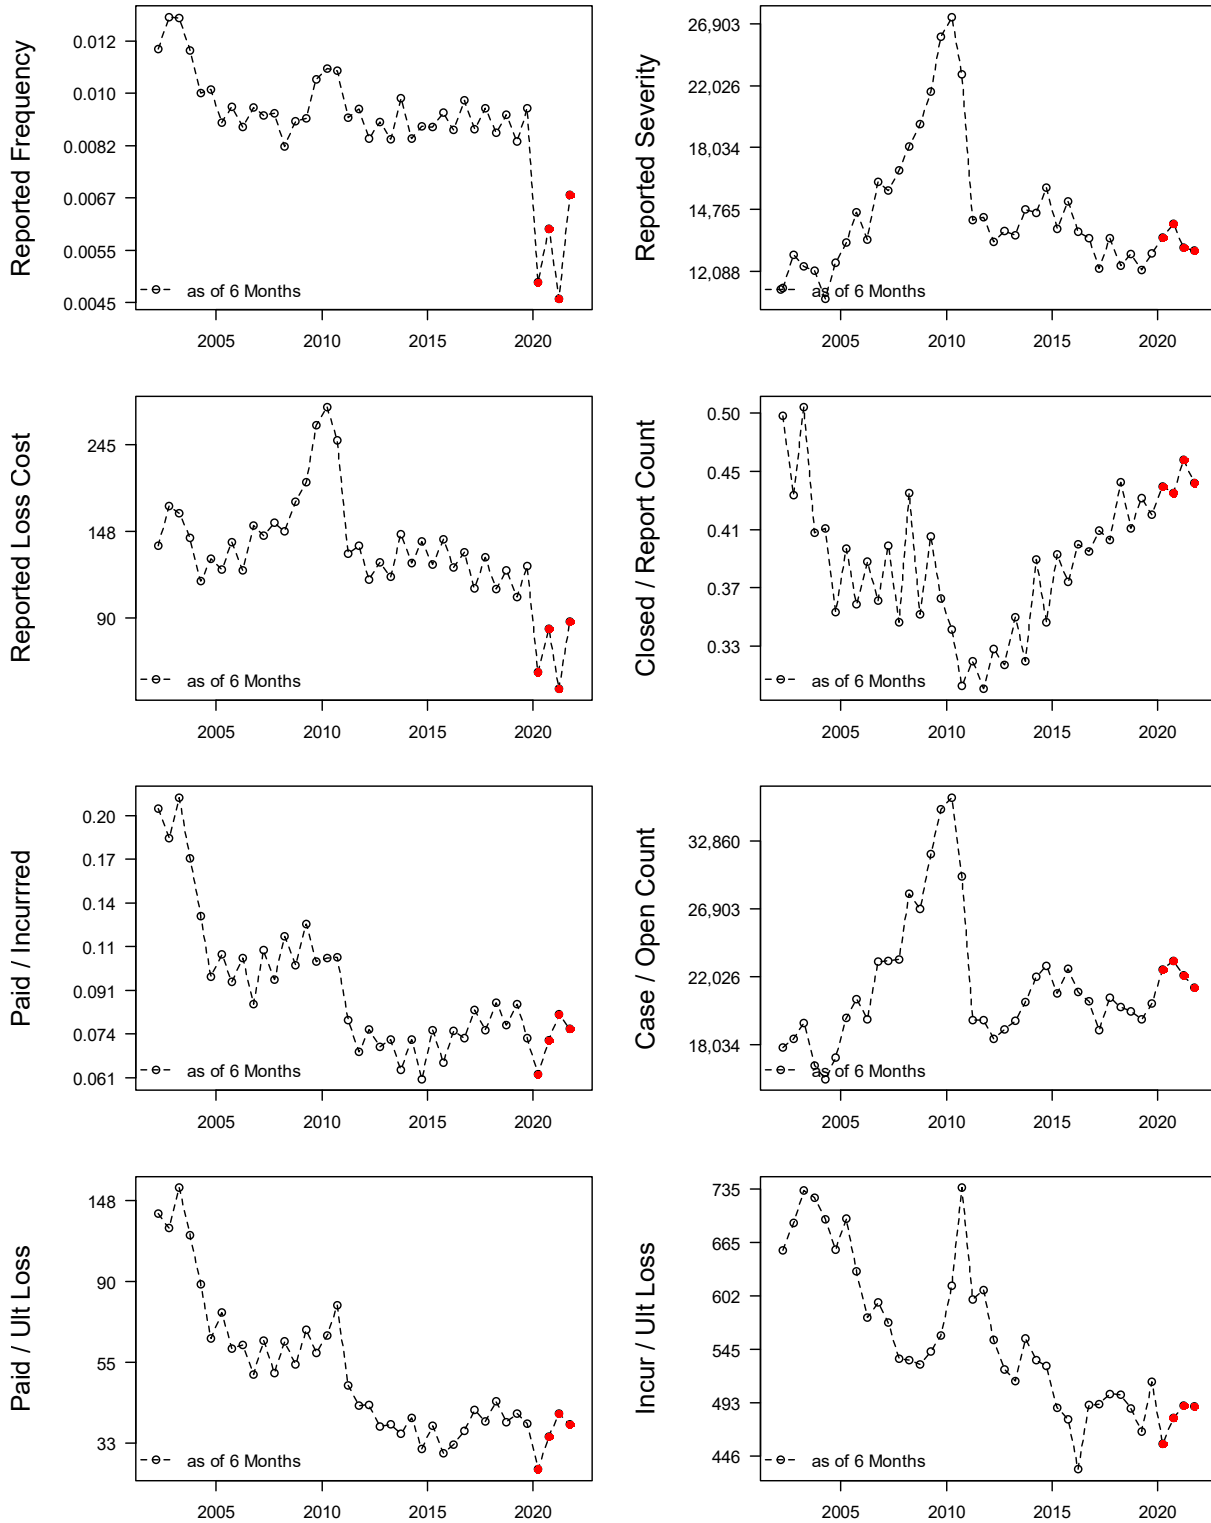 Reported Frequency
0.012
0.010
0.0082
0.0067
0.0055
0.0045
as of 6 Months
2005 2010 2015 2020
Reported Severity
26,903
22,026
18,034
14,765
12,088
as of 6 Months
2005 2010 2015 2020
Reported Loss Cost
245
148
90
as of 6 Months
2005 2010 2015 2020
Closed / Report Count
0.50
0.45
0.41
0.37
0.33
as of 6 Months
2005 2010 2015 2020
Paid / Incurrred
0.20
0.17
0.14
0.11
0.091
0.074
0.061
as of 6 Months
2005 2010 2015 2020
Case / Open Count
32,860
26,903
22,026
18,034
as of 6 Months
2005 2010 2015 2020
Paid / Ult Loss
148
90
55
33
as of 6 Months
2005 2010 2015 2020
Incur / Ult Loss
735
665
602
545
493
446
as of 6 Months
2005 2010 2015 2020